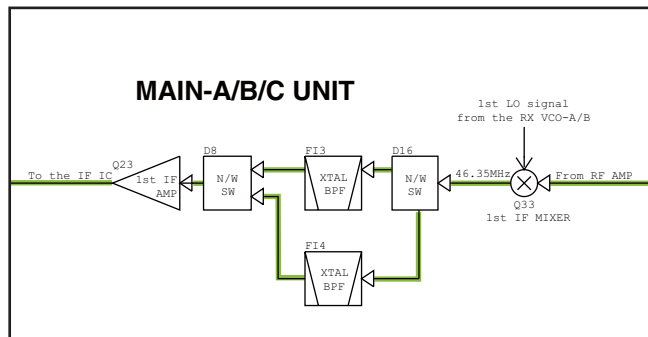 MAIN-A/B/C UNIT
1st LO signal
from the RX VCO-A/B
Q23
D8
FI3
D16
To the IF IC
1st IF
AMP
N/W
SW
XTAL
BPF
N/W
SW
46.35MHz
From RF AMP
Q33
1st IF MIXER
FI4
XTAL
BPF